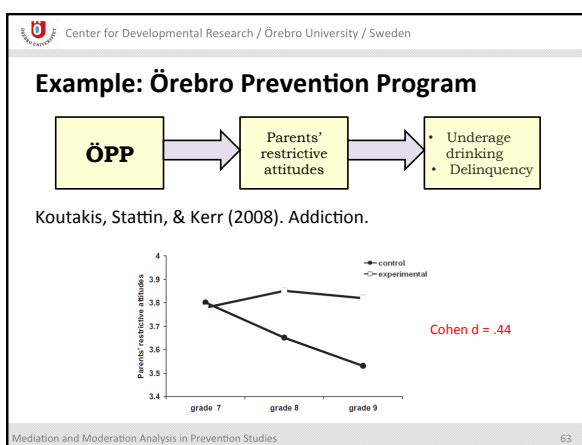 Center for Developmental Research / Örebro University / Sweden
Example: Örebro Prevention Program
ÖPP
Parents'
restrictive
attitudes
• Underage
drinking
• Delinquency
Koutakis, Stattin, & Kerr (2008). Addiction.
4
3.9
3.8
3.7
3.6
3.5
3.4
Parents' restrictive attitudes
control
experimental
grade 7
grade 8
grade 9
Cohen d = .44
Mediation and Moderation Analysis in Prevention Studies
63